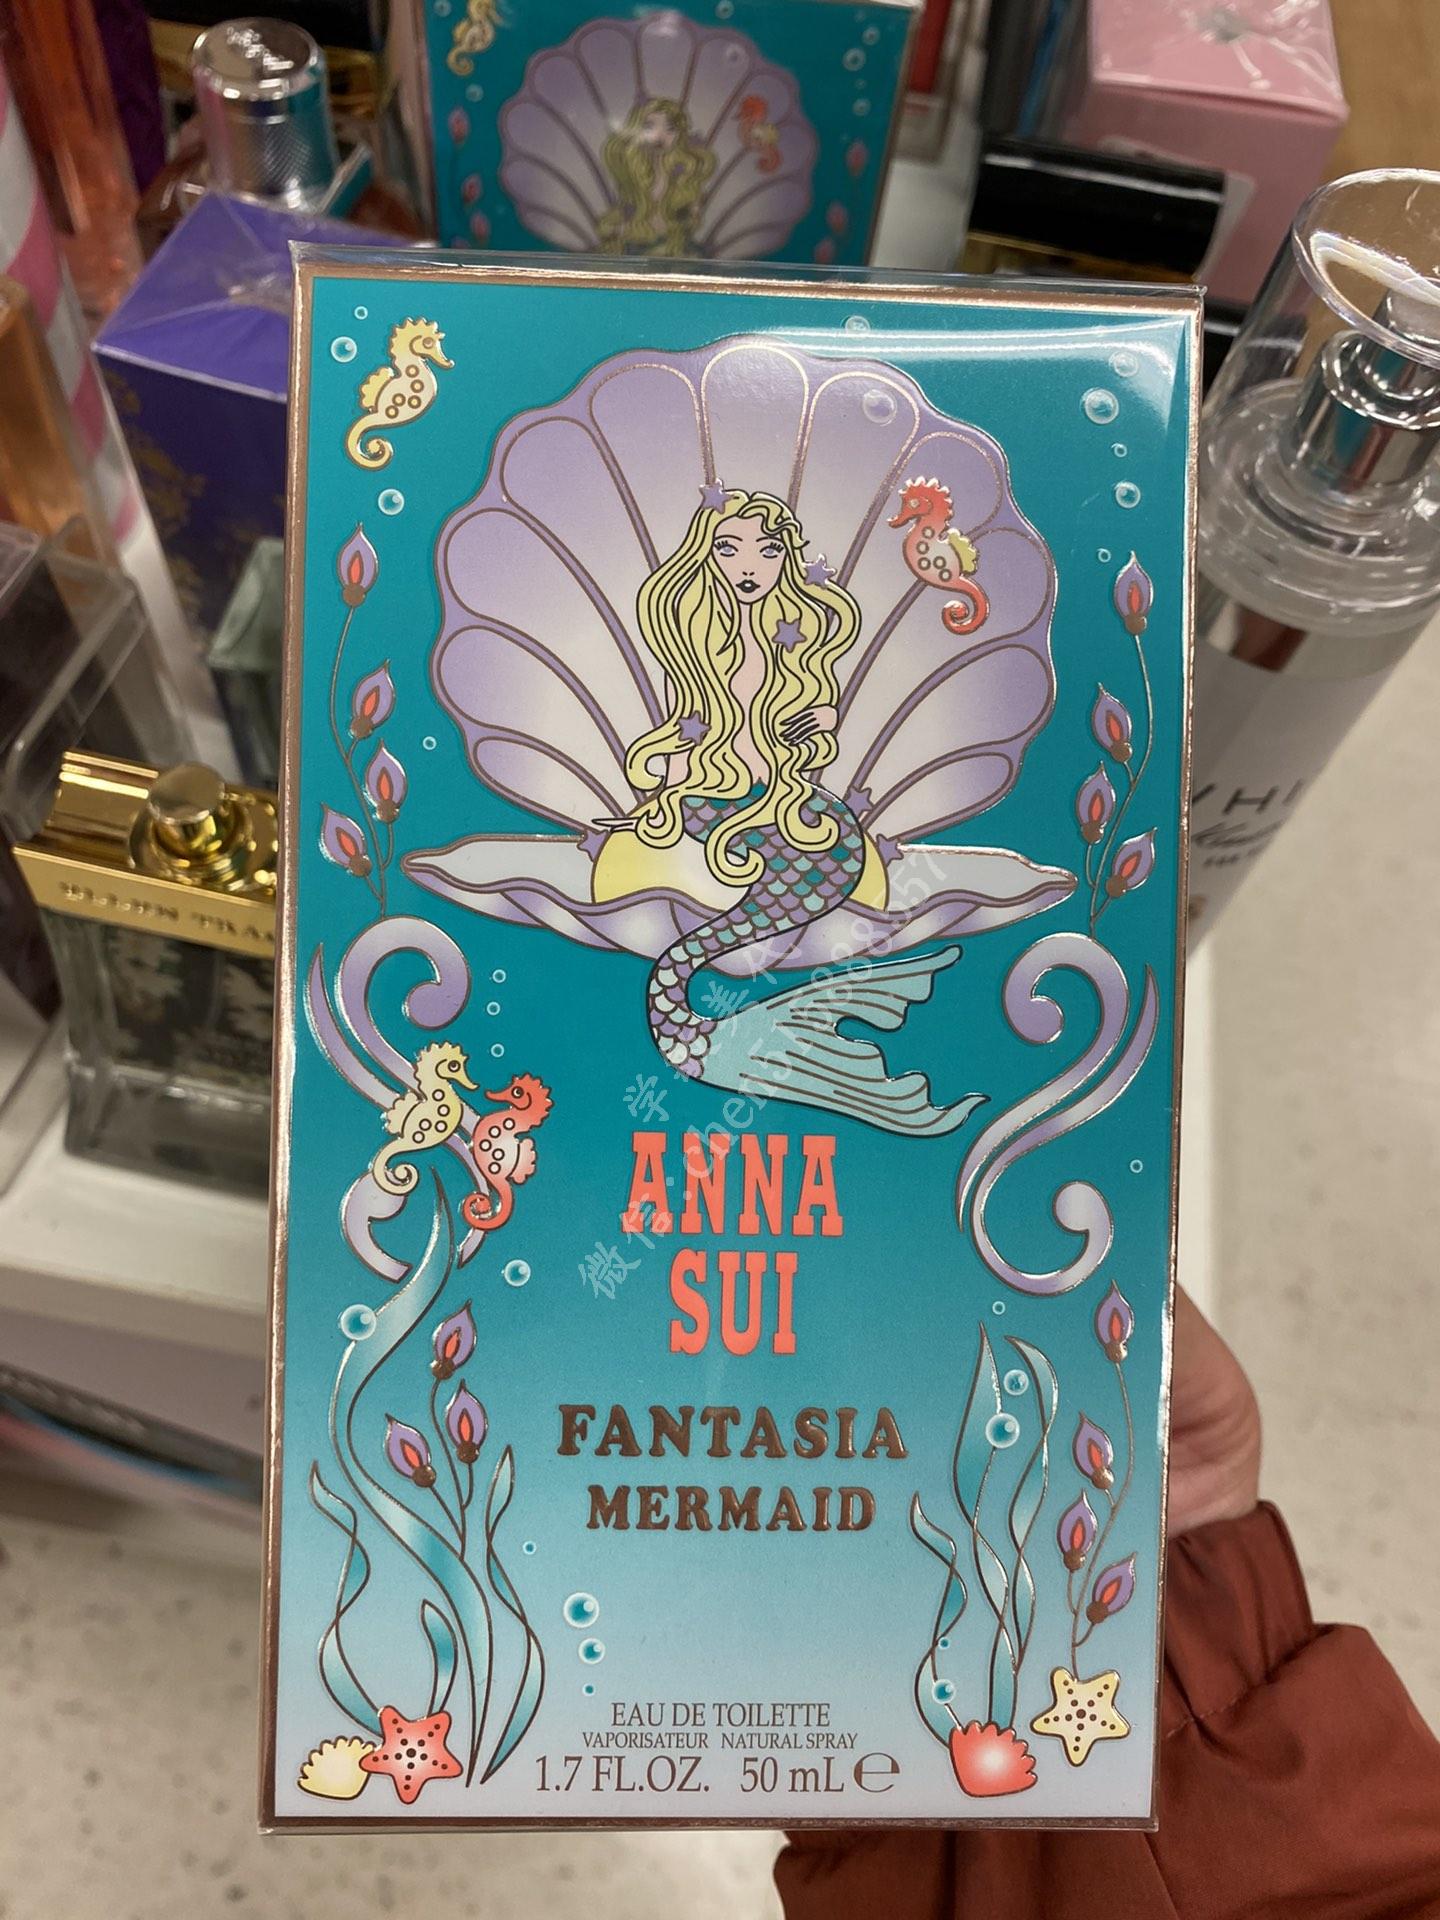 ANNA
SUI
FANTASIA
MERMAID
EAU DE TOILETTE
VAPORISATEUR NATURAL SPRAY
1.7 FL.OZ. 50 mL ℮